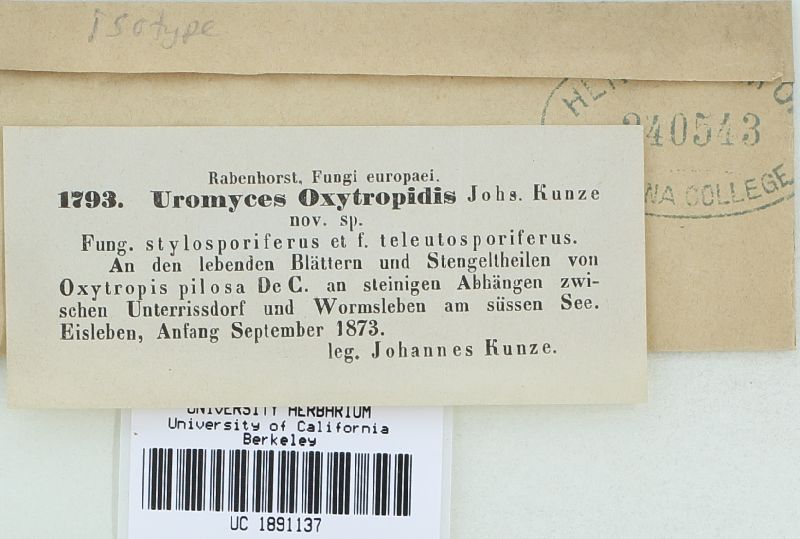 isotype
240543
COLLEGE
Rabenhorst, Fungi europaei.
1793. Uromyces Oxytropidis Johs. Kunze
nov. sp.
Fung. stylosporiferus et f. teleutosporiferus.
An den lebenden Blättern und Stengeltheilen von
Oxytropis pilosa De C. an steinigen Abhängen zwi-
schen Unterrissdorf und Wormsleben am süssen See.
Eisleben, Anfang September 1873.
leg. Johannes Kunze.
UNIVERSITY HERBARIUM
University of California
Berkeley
UC 1891137